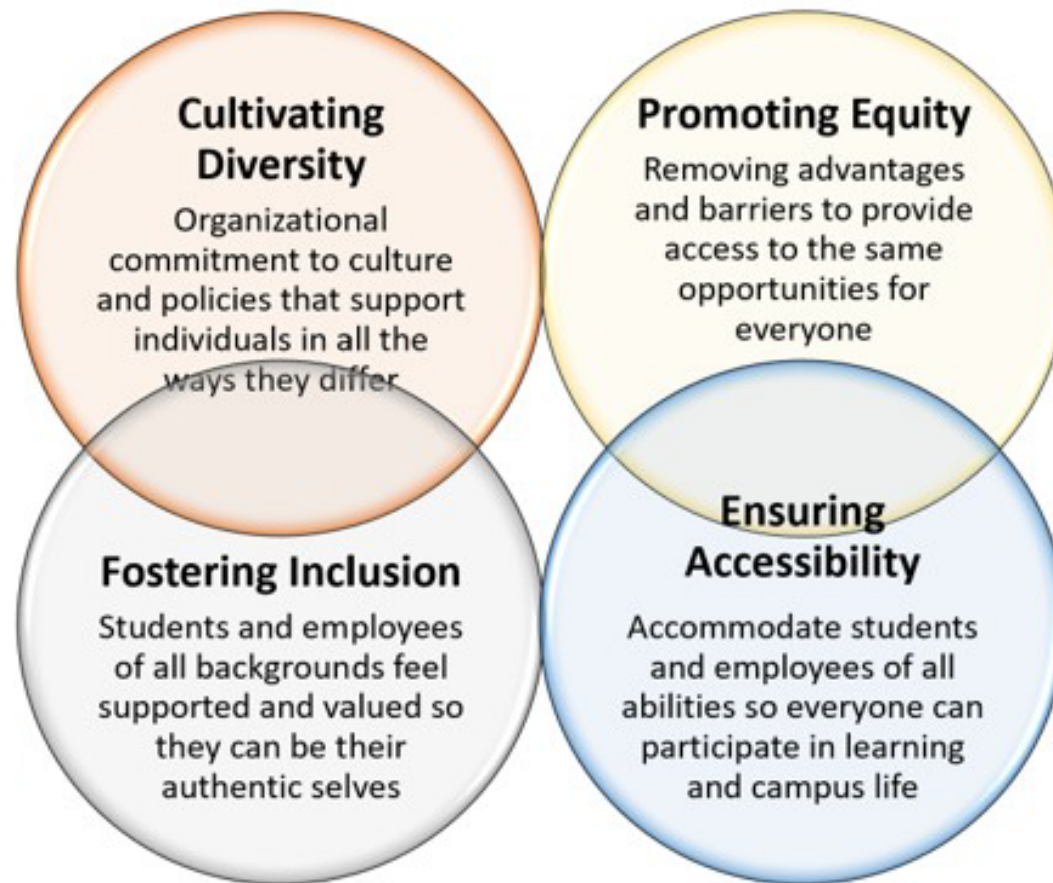 Cultivating
Diversity
Organizational
commitment to culture
and policies that support
individuals in all the
ways they differ
Promoting Equity
Removing advantages
and barriers to provide
access to the same
opportunities for
everyone
Fostering Inclusion
Students and employees
of all backgrounds feel
supported and valued so
they can be their
authentic selves
Ensuring
Accessibility
Accommodate students
and employees of all
abilities so everyone can
participate in learning
and campus life